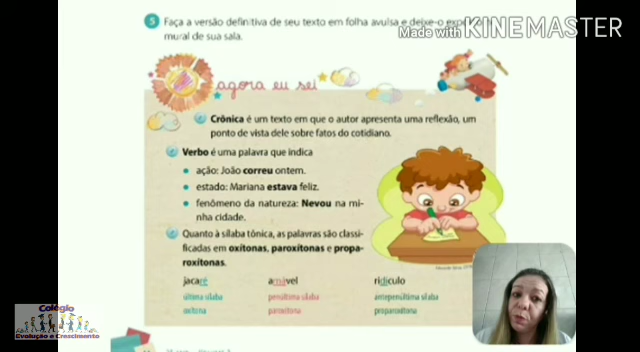 5 Faça a versão definitiva de seu texto em folha avulsa e deixe-o
mural de sua sala.
Made with KINEMASTER
agora eu sei
Crônica é um texto em que o autor apresenta uma reflexão, um
ponto de vista dele sobre fatos do cotidiano.
Verbo é uma palavra que indica
ação: João correu ontem.
estado: Mariana estava feliz.
fenômeno da natureza: Nevou na mi-
nha cidade.
Quanto à sílaba tônica, as palavras são classi-
ficadas em oxítonas, paroxítonas e propa-
roxítonas.
jacaré amável ridículo
última sílaba penúltima sílaba antepenúltima sílaba
oxítona paroxítona proparoxítona
Colégio
Evolução e Crescimento